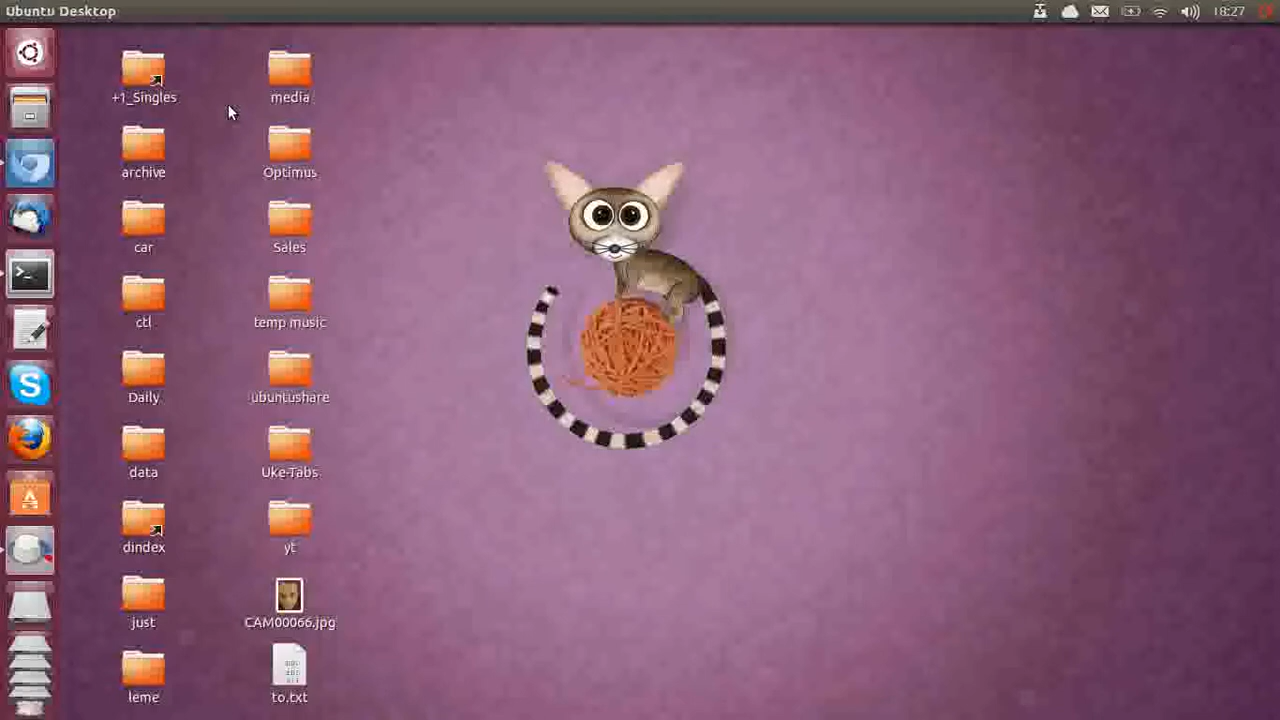 Ubuntu Desktop
18:27
+1_Singles
media
archive
Optimus
car
Sales
ctl
temp music
Daily
ubuntushare
data
Uke-Tabs
dindex
yt
just
CAM00066.jpg
leme
to.txt